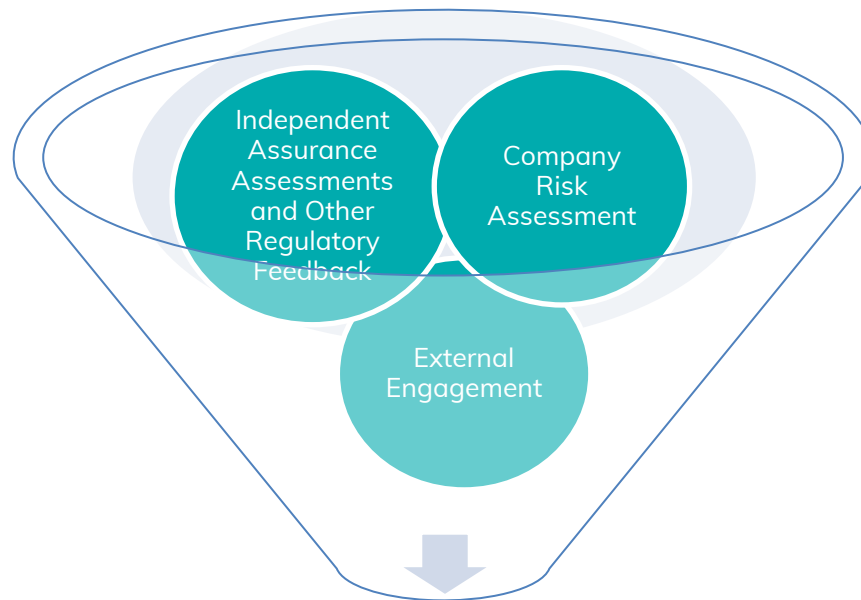 Independent
Assurance
Assessments
and Other
Regulatory
Feedback
Company
Risk
Assessment
External
Engagement